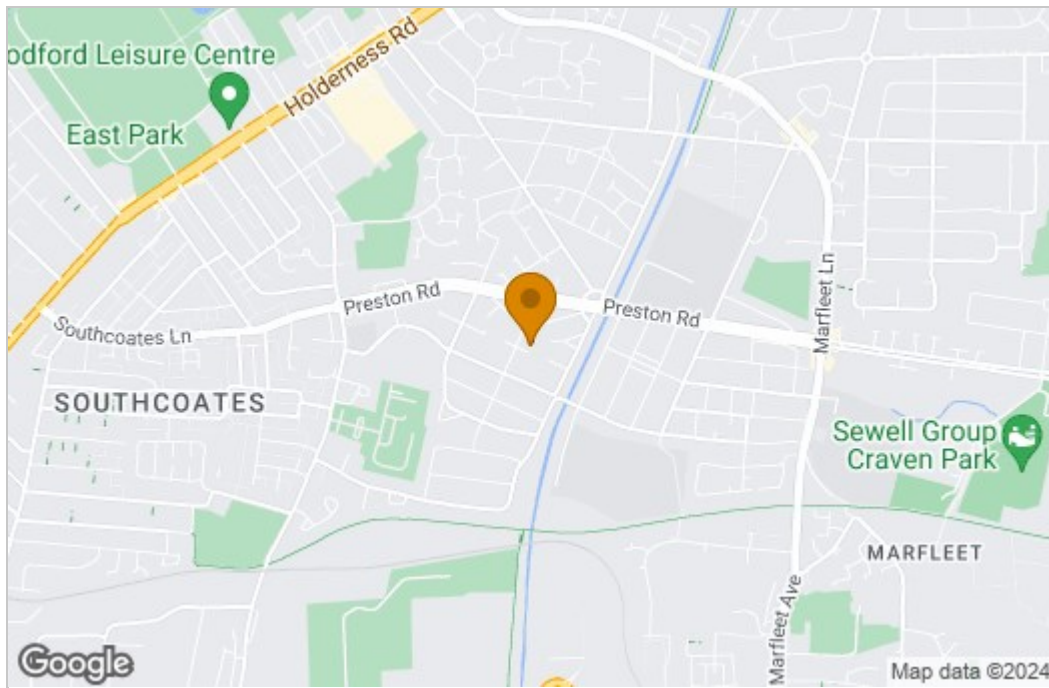 odford Leisure Centre
East Park
Holderness Rd
Preston Rd
Preston Rd
Southcoates Ln
Marfleet Ln
SOUTHCOATES
Sewell Group
Craven Park
MARFLEET
Marfleet Ave
Google
Map data ©2024